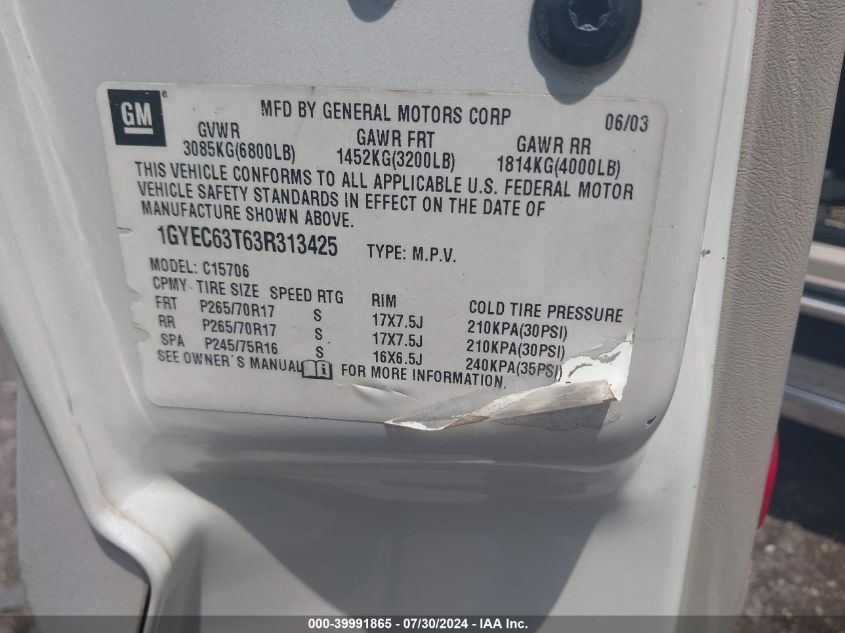 GM
MFD BY GENERAL MOTORS CORP 06/03
GVWR GAWR FRT GAWR RR
3085KG(6800LB) 1452KG(3200LB) 1814KG(4000LB)
THIS VEHICLE CONFORMS TO ALL APPLICABLE U.S. FEDERAL MOTOR
VEHICLE SAFETY STANDARDS IN EFFECT ON THE DATE OF
MANUFACTURE SHOWN ABOVE.
1GYEC63T63R313425 TYPE: M.P.V.
MODEL: C15706
CPMY TIRE SIZE SPEED RTG RIM COLD TIRE PRESSURE
FRT P265/70R17 S 17X7.5J 210KPA(30PSI)
RR P265/70R17 S 17X7.5J 210KPA(30PSI)
SPA P245/75R16 S 16X6.5J 240KPA(35PSI)
SEE OWNER'S MANUAL FOR MORE INFORMATION.
000-39991865 07/30/2024 - IAA Inc.